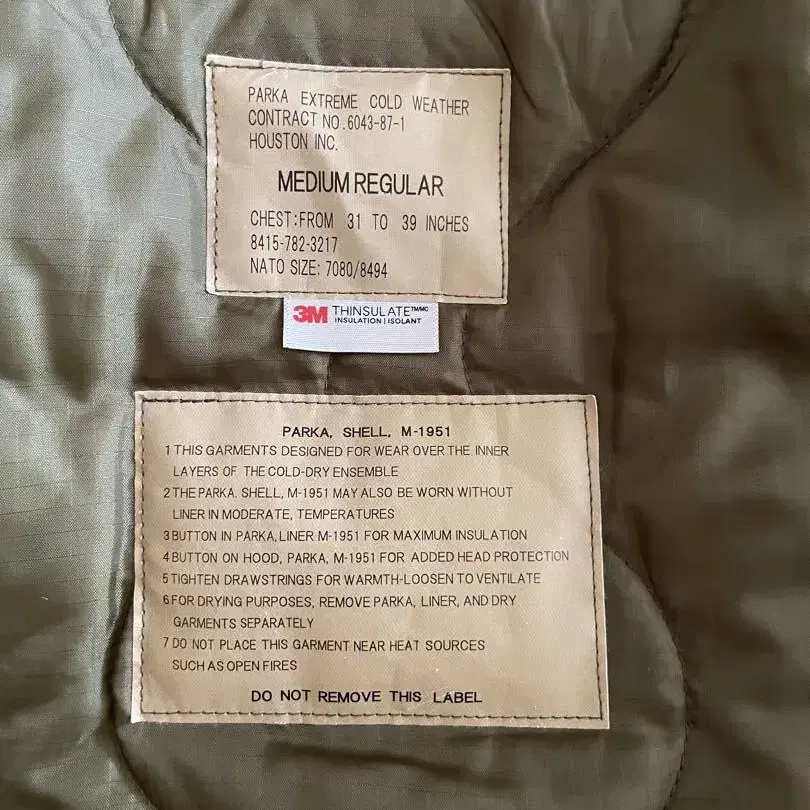 PARKA EXTREME COLD WEATHER
CONTRACT NO.6043-87-1
HOUSTON INC.
MEDIUM REGULAR
CHEST:FROM 31 TO 39 INCHES
8415-782-3217
NATO SIZE: 7080/8494
3M THINSULATE™/MC
INSULATION | ISOLANT
PARKA, SHELL, M-1951
1 THIS GARMENTS DESIGNED FOR WEAR OVER THE INNER
LAYERS OF THE COLD-DRY ENSEMBLE
2 THE PARKA. SHELL, M-1951 MAY ALSO BE WORN WITHOUT
LINER IN MODERATE, TEMPERATURES
3 BUTTON IN PARKA, LINER M-1951 FOR MAXIMUM INSULATION
4 BUTTON ON HOOD, PARKA, M-1951 FOR ADDED HEAD PROTECTION
5 TIGHTEN DRAWSTRINGS FOR WARMTH-LOOSEN TO VENTILATE
6 FOR DRYING PURPOSES, REMOVE PARKA, LINER, AND DRY
GARMENTS SEPARATELY
7 DO NOT PLACE THIS GARMENT NEAR HEAT SOURCES
SUCH AS OPEN FIRES
DO NOT REMOVE THIS LABEL